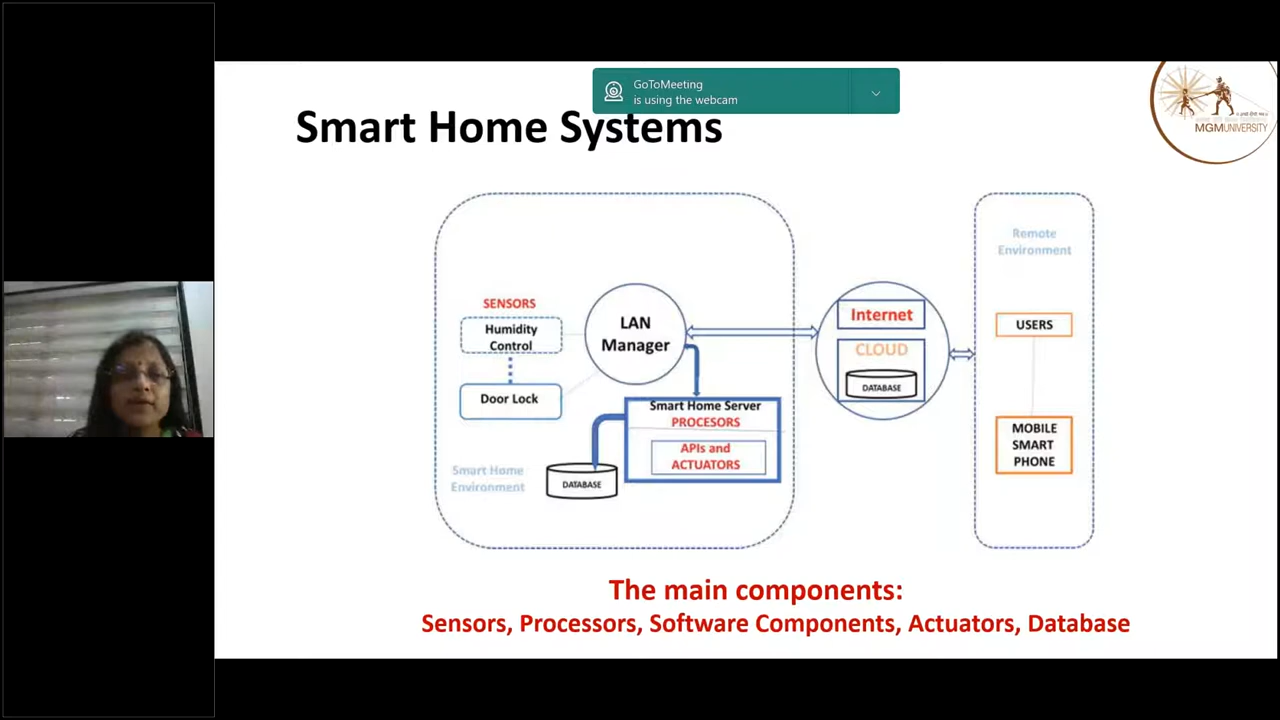 GoToMeeting
is using the webcam
Smart Home Systems
MGMUNIVERSITY
SENSORS
Humidity
Control
Door Lock
LAN
Manager
Smart Home Server
PROCESORS
APIs and
ACTUATORS
DATABASE
Smart Home
Environment
Internet
CLOUD
DATABASE
Remote
Environment
USERS
MOBILE
SMART
PHONE
The main components:
Sensors, Processors, Software Components, Actuators, Database